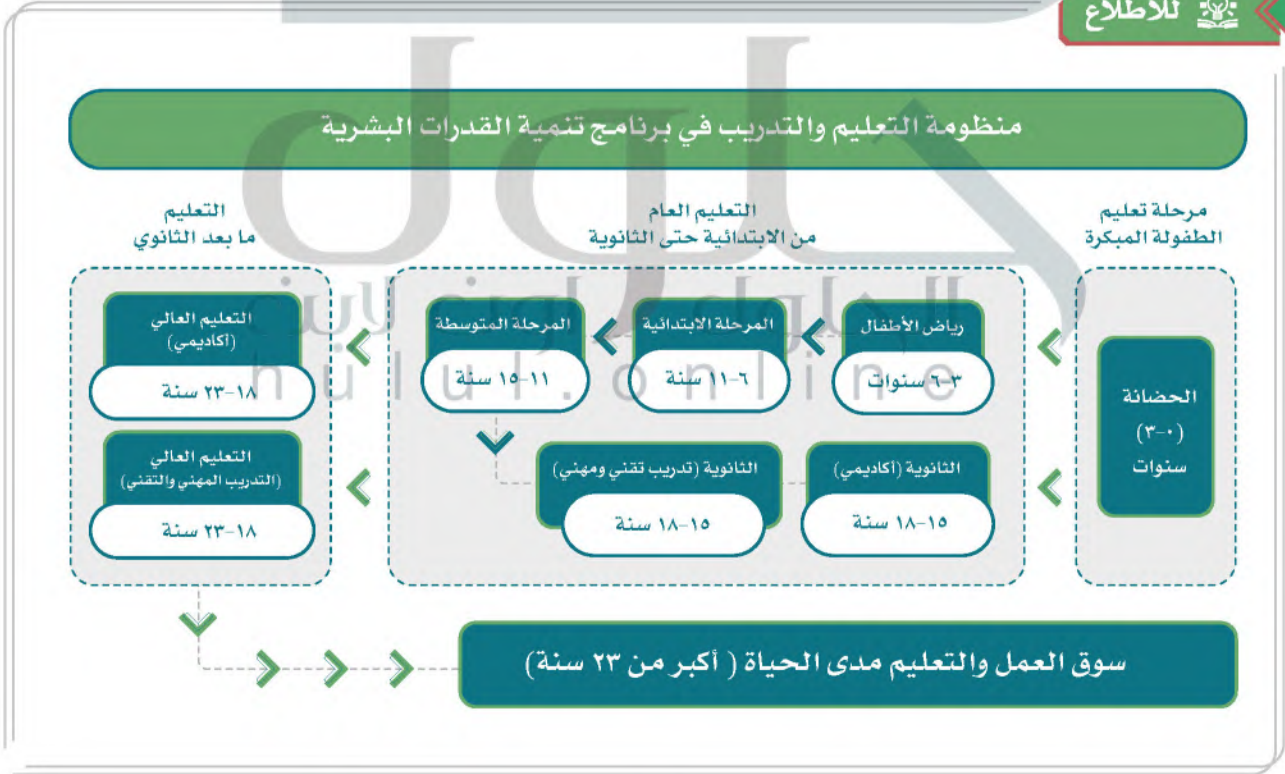 للاطلاع
منظومة التعليم والتدريب في برنامج تنمية القدرات البشرية
مرحلة تعليم
الطفولة المبكرة
الحضانة
(٠-٣)
سنوات
التعليم العام
من الابتدائية حتى الثانوية
رياض الأطفال
٣-٦ سنوات
المرحلة الابتدائية
٦-١١ سنة
المرحلة المتوسطة
١١-١٥ سنة
الثانوية (أكاديمي)
١٥-١٨ سنة
الثانوية (تدريب تقني ومهني)
١٥-١٨ سنة
التعليم
ما بعد الثانوي
التعليم العالي
(أكاديمي)
١٨-٢٣ سنة
التعليم العالي
(التدريب المهني والتقني)
١٨-٢٣ سنة
سوق العمل والتعليم مدى الحياة ( أكبر من ٢٣ سنة)
حلول
الحلول اون لاين
hulul.online